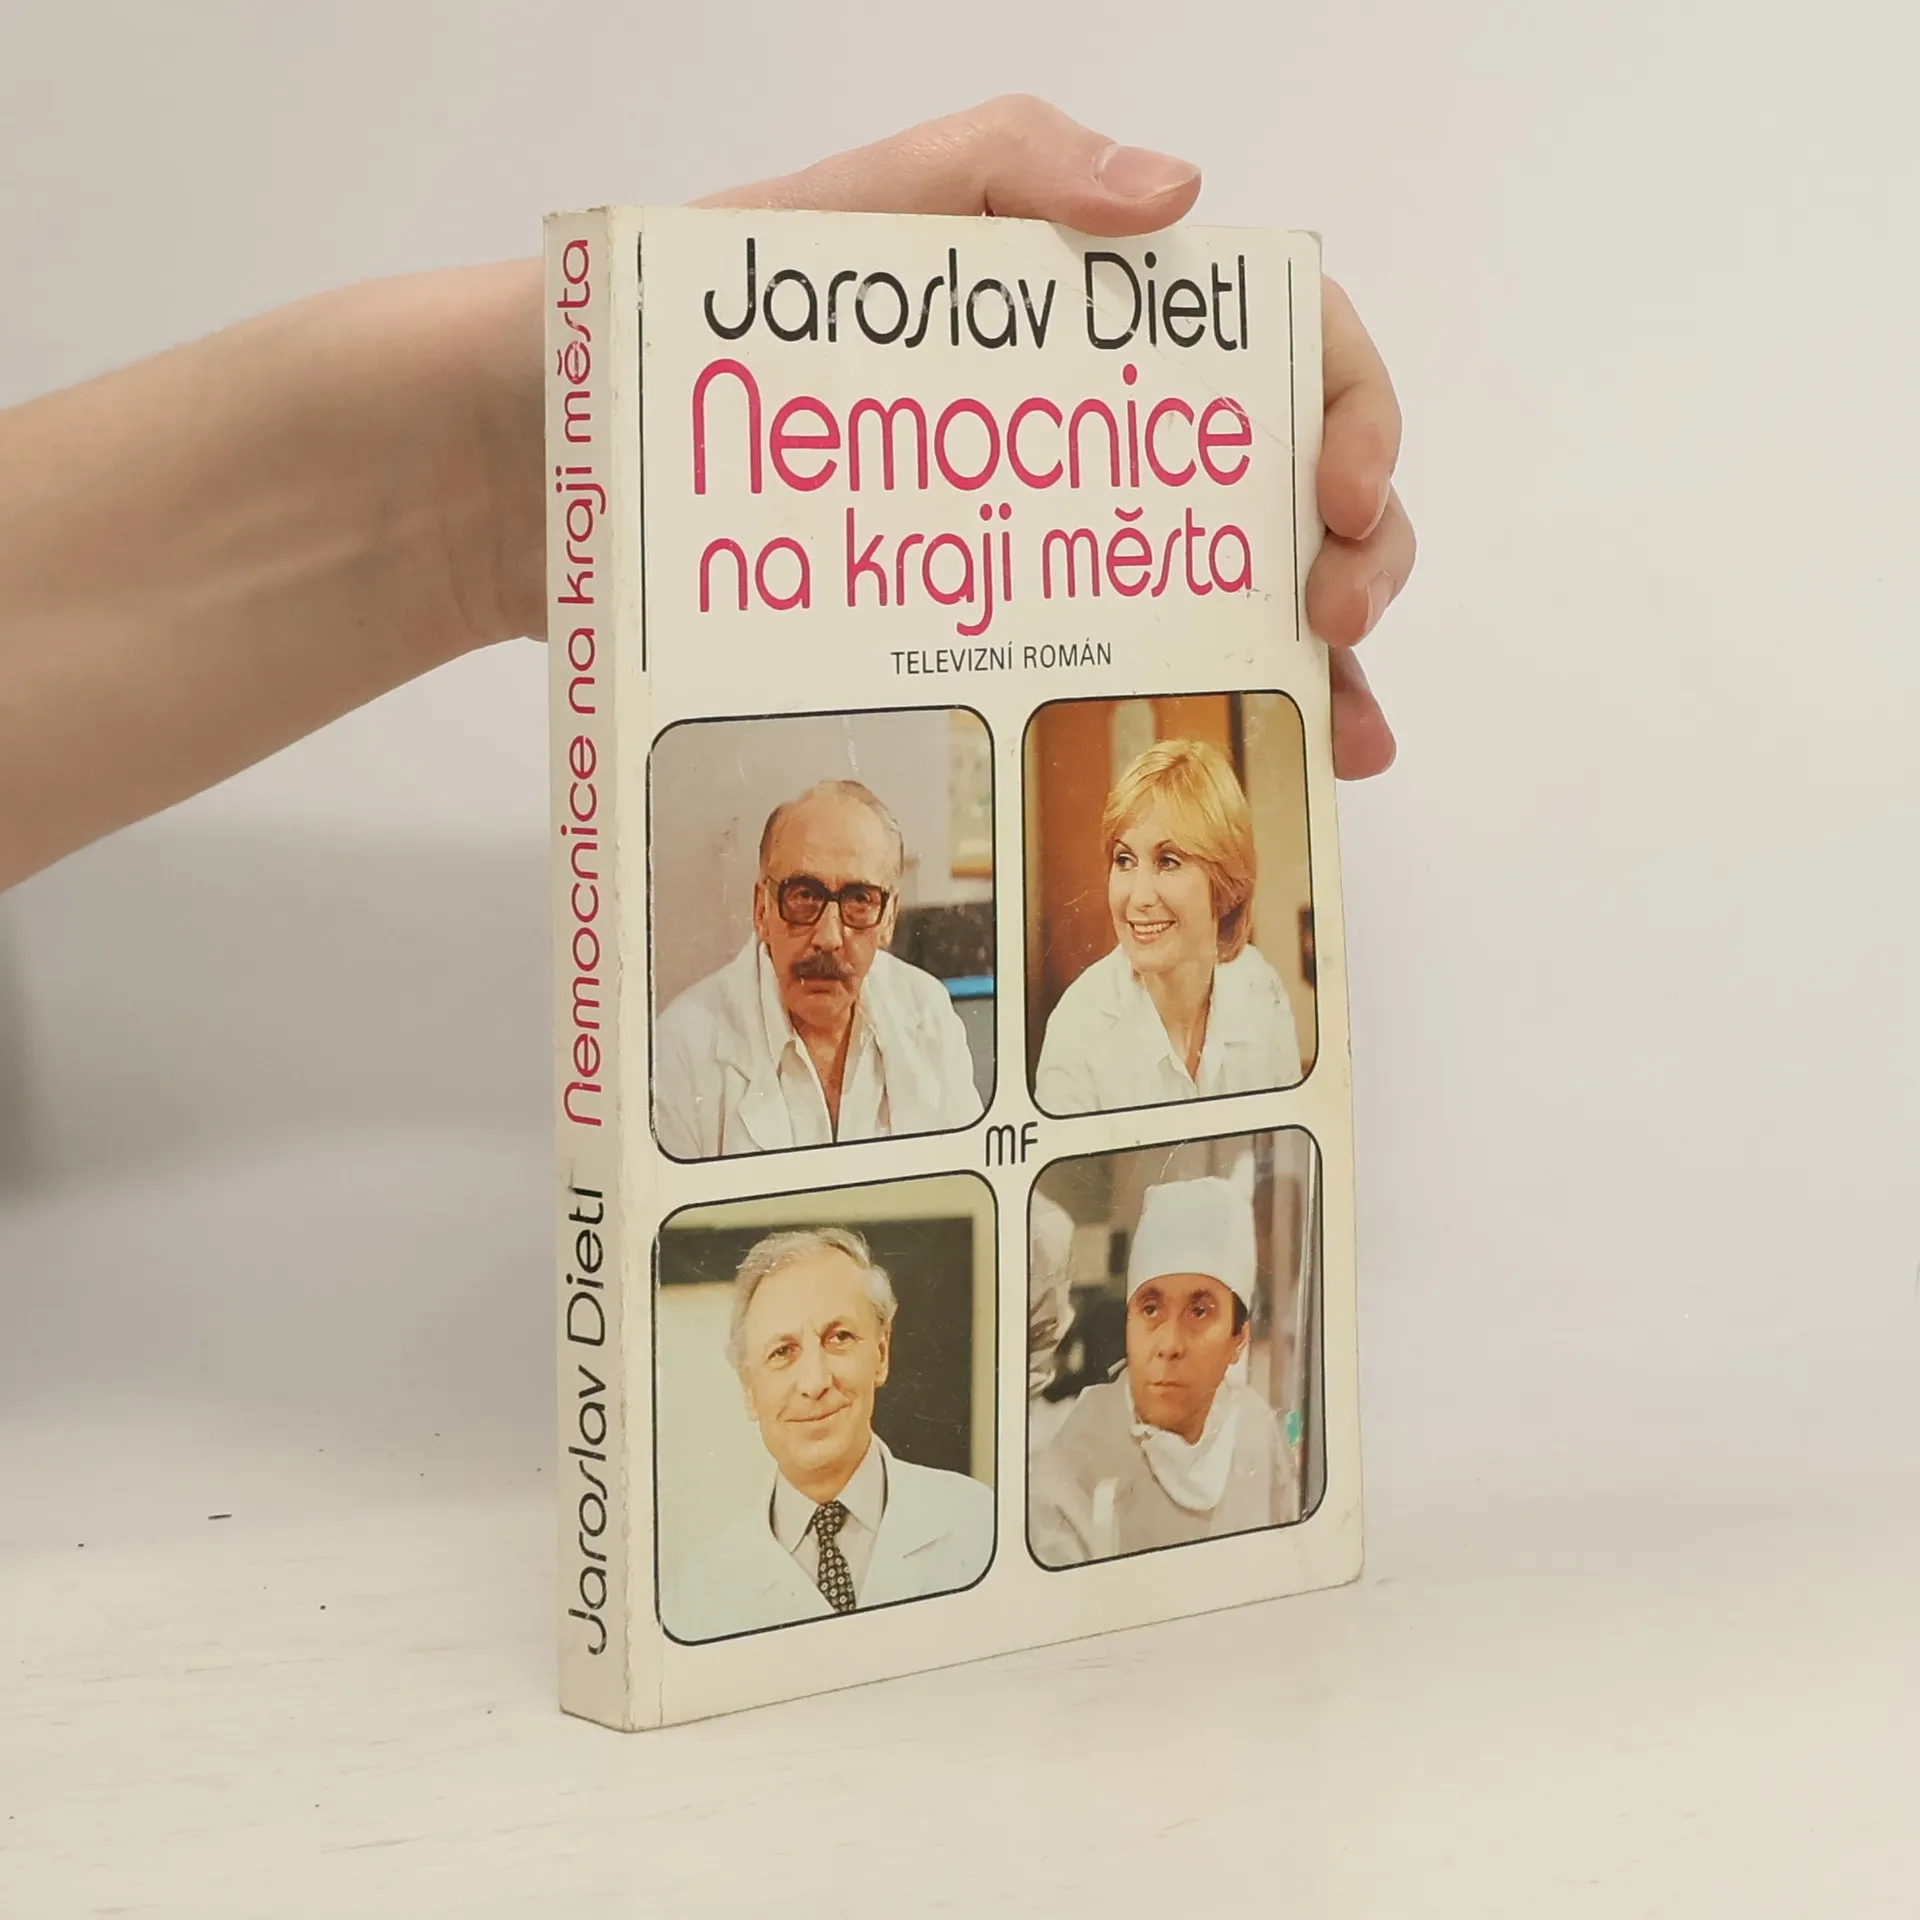 Jaroslav Dietl
Nemocnice
na kraji města
TELEVIZNÍ ROMÁN
MF
Jaroslav Dietl Nemocnice na kraji města